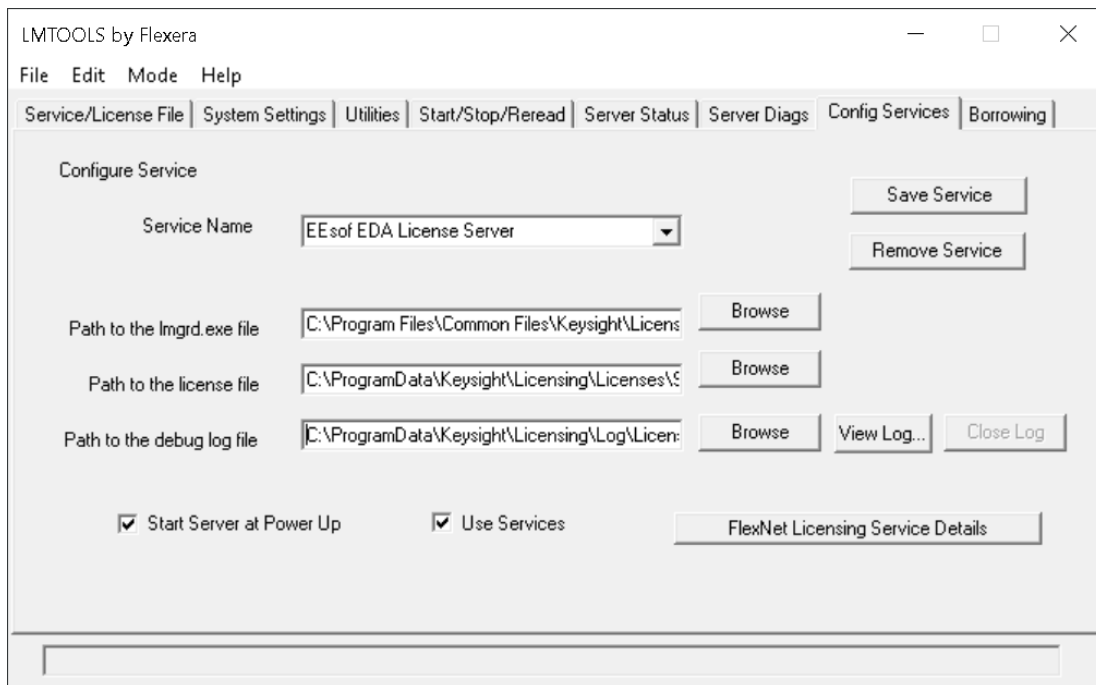 LMTOOLS by Flexera
File Edit Mode Help
Service/License File System Settings Utilities Start/Stop/Reread Server Status Server Diags Config Services Borrowing
Configure Service
Save Service
Service Name EEsof EDA License Server
Remove Service
Path to the lmgrd.exe file C:\Program Files\Common Files\Keysight\Licens Browse
Path to the license file C:\ProgramData\Keysight\Licensing\Licenses\S Browse
Path to the debug log file C:\ProgramData\Keysight\Licensing\Log\Licen Browse View Log... Close Log
Start Server at Power Up Use Services FlexNet Licensing Service Details